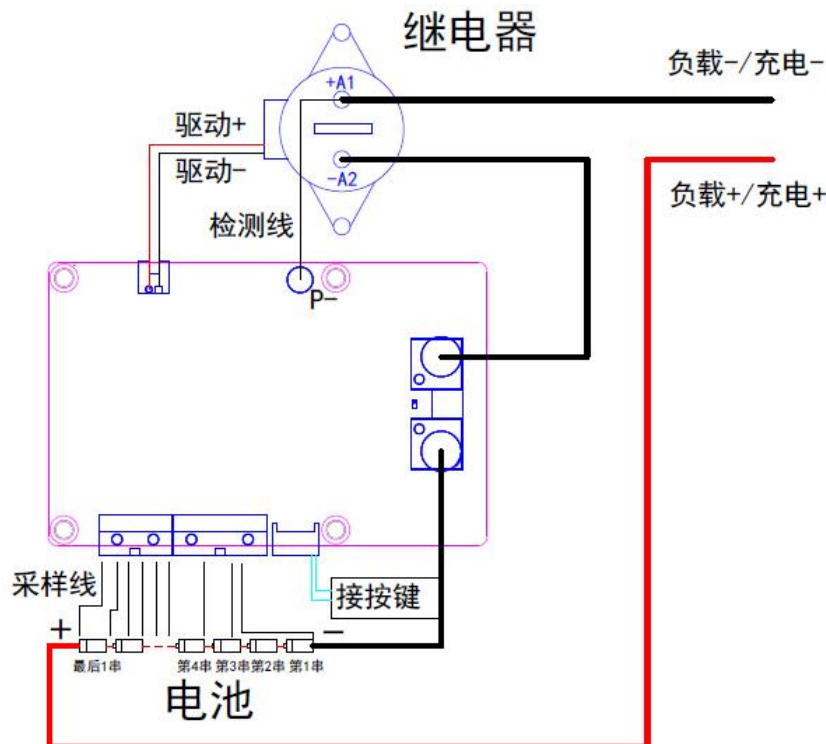 继电器
+A1
负载-/充电-
驱动+
驱动-
-A2
负载+/充电+
检测线
P-
采样线
接按键
+
-
最后1串 第4串 第3串 第2串 第1串
电池